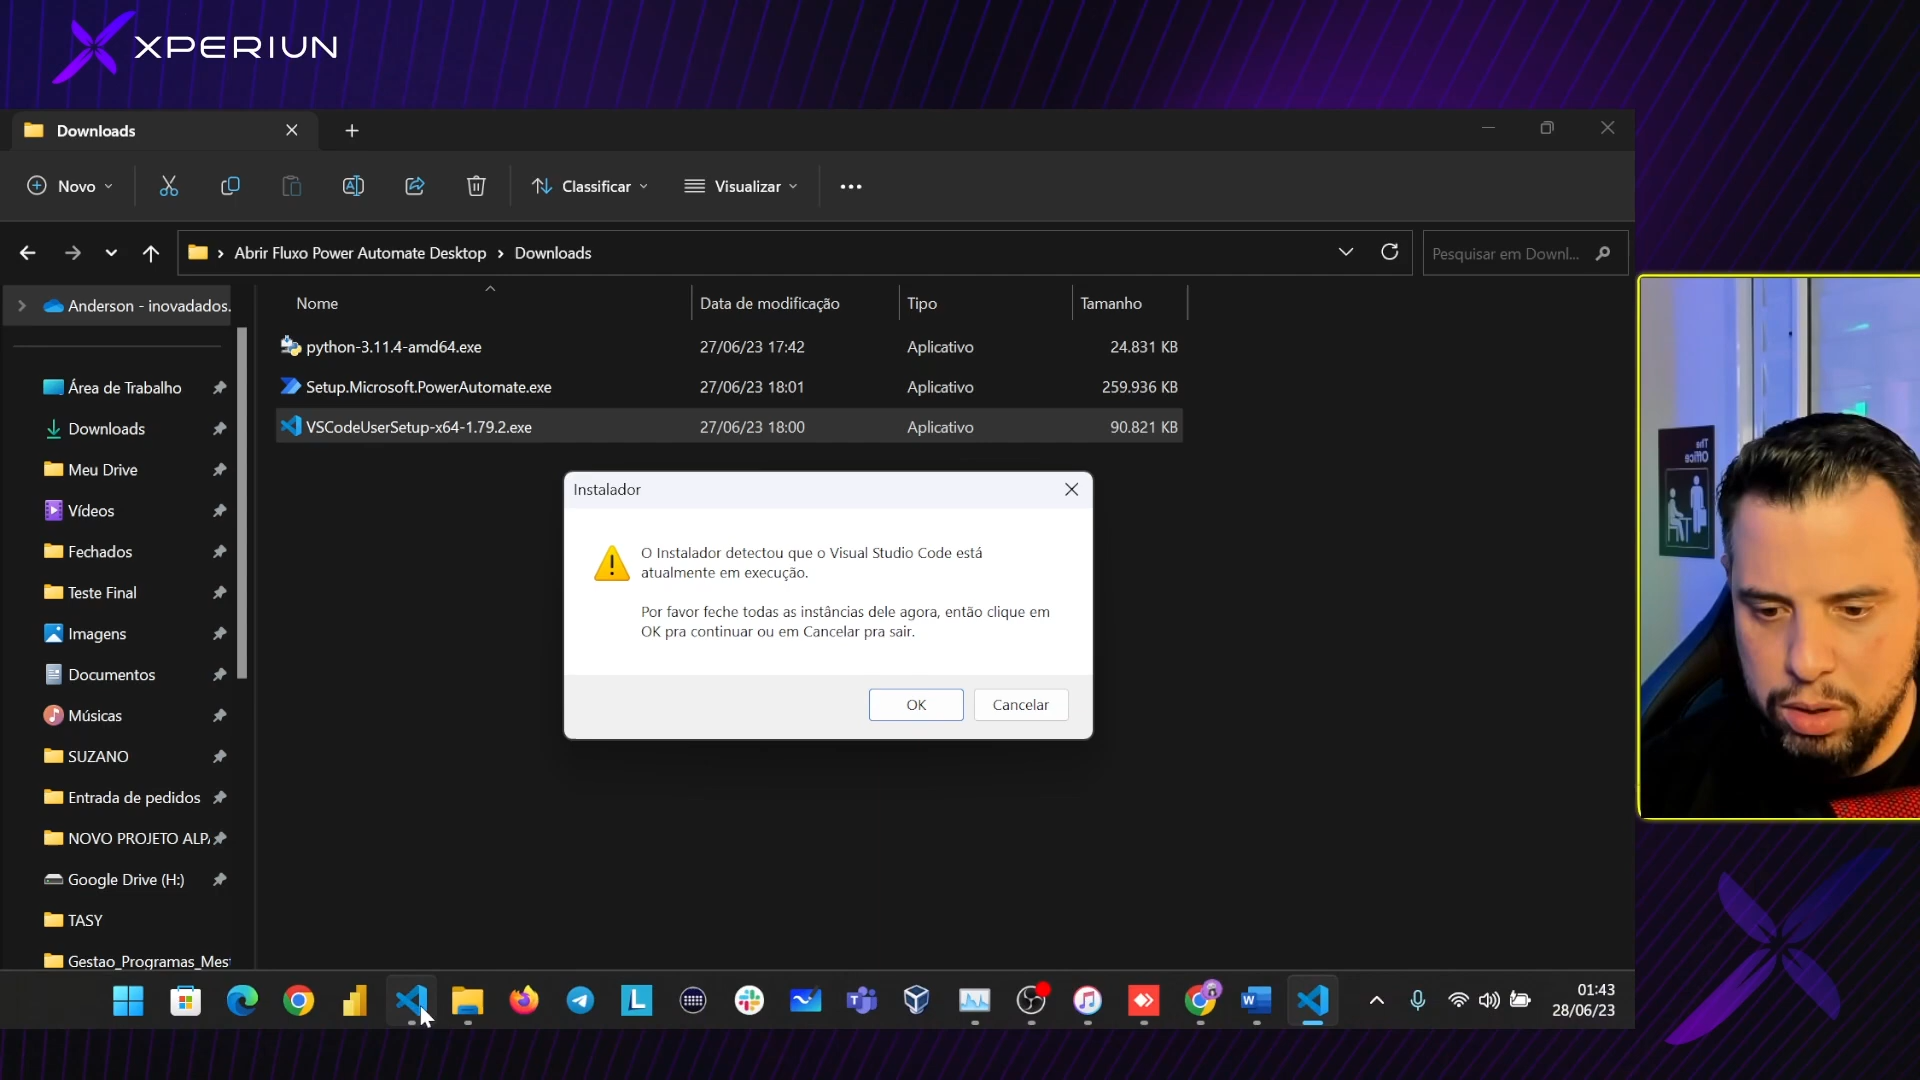 XPERIUN
Downloads
Novo
Classificar
Visualizar
Abrir Fluxo Power Automate Desktop > Downloads
Pesquisar em Downl...
Anderson - inovadados.
Área de Trabalho
Downloads
Meu Drive
Vídeos
Fechados
Teste Final
Imagens
Documentos
Músicas
SUZANO
Entrada de pedidos
NOVO PROJETO ALP
Google Drive (H:)
TASY
Gestao_Programas_Mest
Nome Data de modificação Tipo Tamanho
python-3.11.4-amd64.exe 27/06/23 17:42 Aplicativo 24.831 KB
Setup.Microsoft.PowerAutomate.exe 27/06/23 18:01 Aplicativo 259.936 KB
VSCodeUserSetup-x64-1.79.2.exe 27/06/23 18:00 Aplicativo 90.821 KB
Instalador
O Instalador detectou que o Visual Studio Code está
atualmente em execução.
Por favor feche todas as instâncias dele agora, então clique em
OK pra continuar ou em Cancelar pra sair.
OK
Cancelar
The
Office
01:43
28/06/23